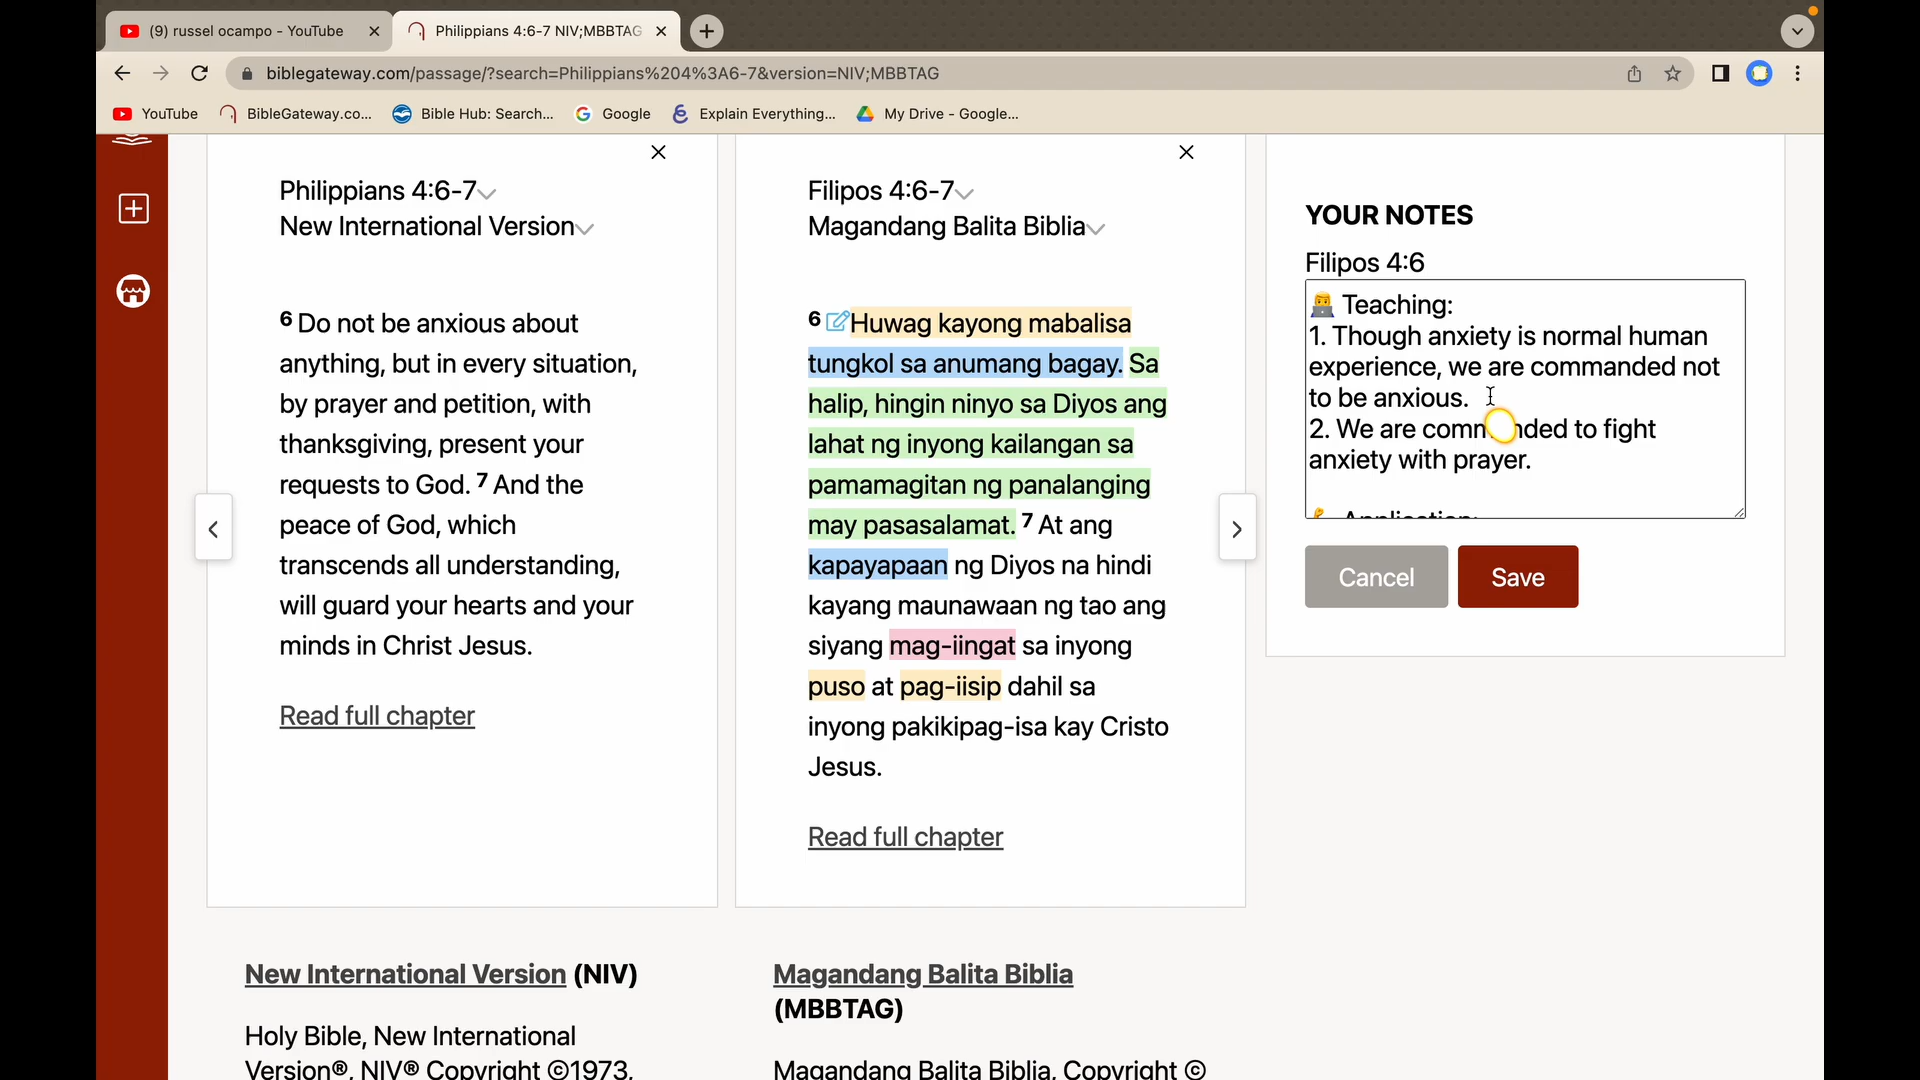 (9) russel ocampo - YouTube
Philippians 4:6-7 NIV;MBBTAG
biblegateway.com/passage/?search=Philippians%204%3A6-7&version=NIV;MBBTAG
YouTube
BibleGateway.co...
Bible Hub: Search...
Google
Explain Everything...
My Drive - Google...
Philippians 4:6-7
New International Version
6 Do not be anxious about
anything, but in every situation,
by prayer and petition, with
thanksgiving, present your
requests to God. 7 And the
peace of God, which
transcends all understanding,
will guard your hearts and your
minds in Christ Jesus.
Read full chapter
New International Version (NIV)
Holy Bible, New International
Version®, NIV® Copyright ©1973,
Filipos 4:6-7
Magandang Balita Biblia
6 Huwag kayong mabalisa
tungkol sa anumang bagay. Sa
halip, hingin ninyo sa Diyos ang
lahat ng inyong kailangan sa
pamamagitan ng panalanging
may pasasalamat. 7 At ang
kapayapaan ng Diyos na hindi
kayang maunawaan ng tao ang
siyang mag-iingat sa inyong
puso at pag-iisip dahil sa
inyong pakikipag-isa kay Cristo
Jesus.
Read full chapter
Magandang Balita Biblia
(MBBTAG)
Magandang Balita Biblia, Copyright ©
YOUR NOTES
Filipos 4:6
Teaching:
1. Though anxiety is normal human
experience, we are commanded not
to be anxious.
2. We are commanded to fight
anxiety with prayer.
Application:
Cancel
Save